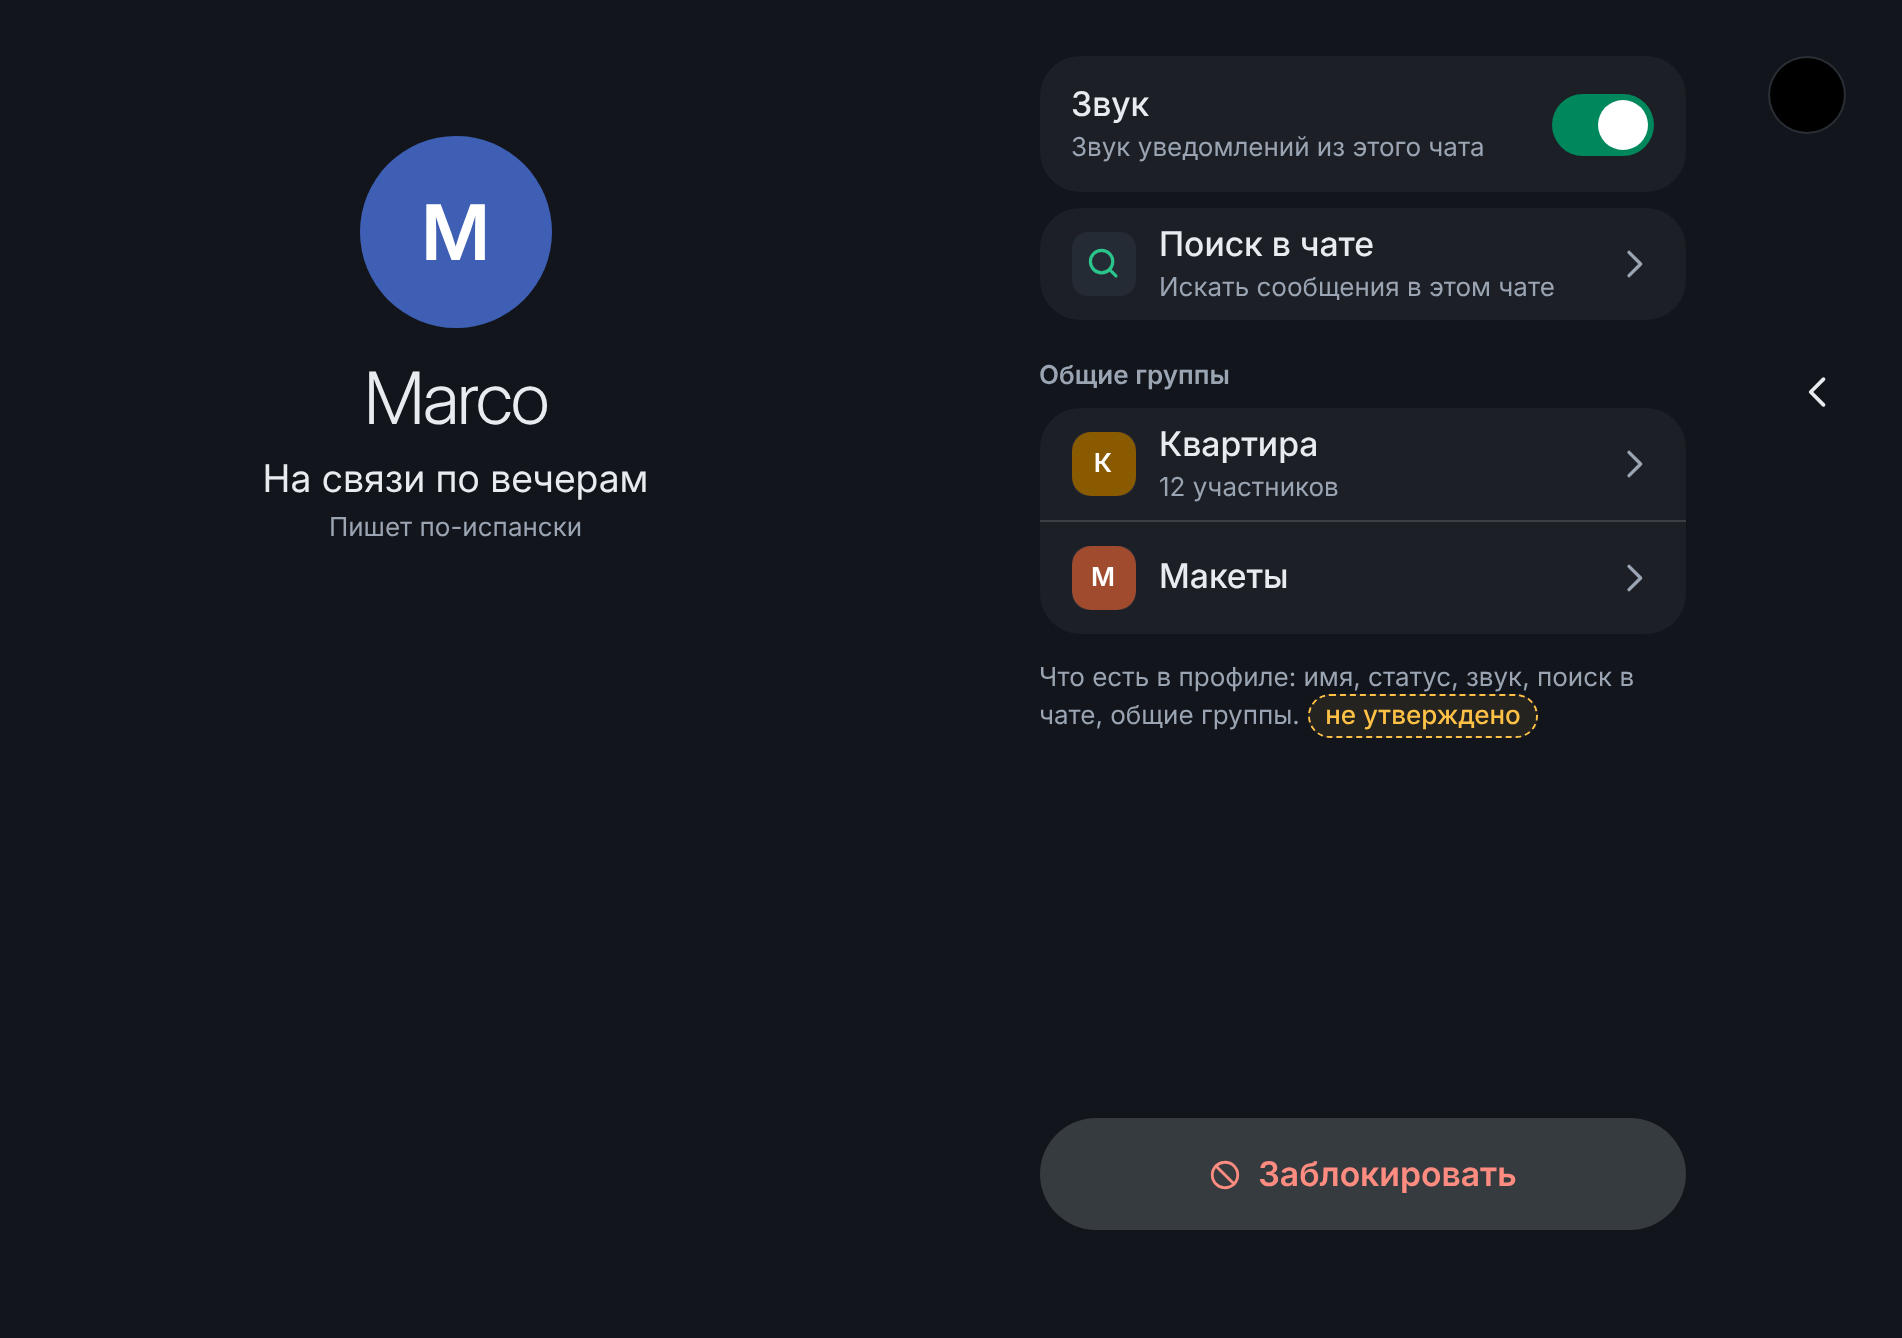 M
Marco
На связи по вечерам
Пишет по-испански
Звук
Звук уведомлений из этого чата
Поиск в чате
Искать сообщения в этом чате
Общие группы
К
Квартира
12 участников
М
Макеты
Что есть в профиле: имя, статус, звук, поиск в
чате, общие группы. не утверждено
Заблокировать